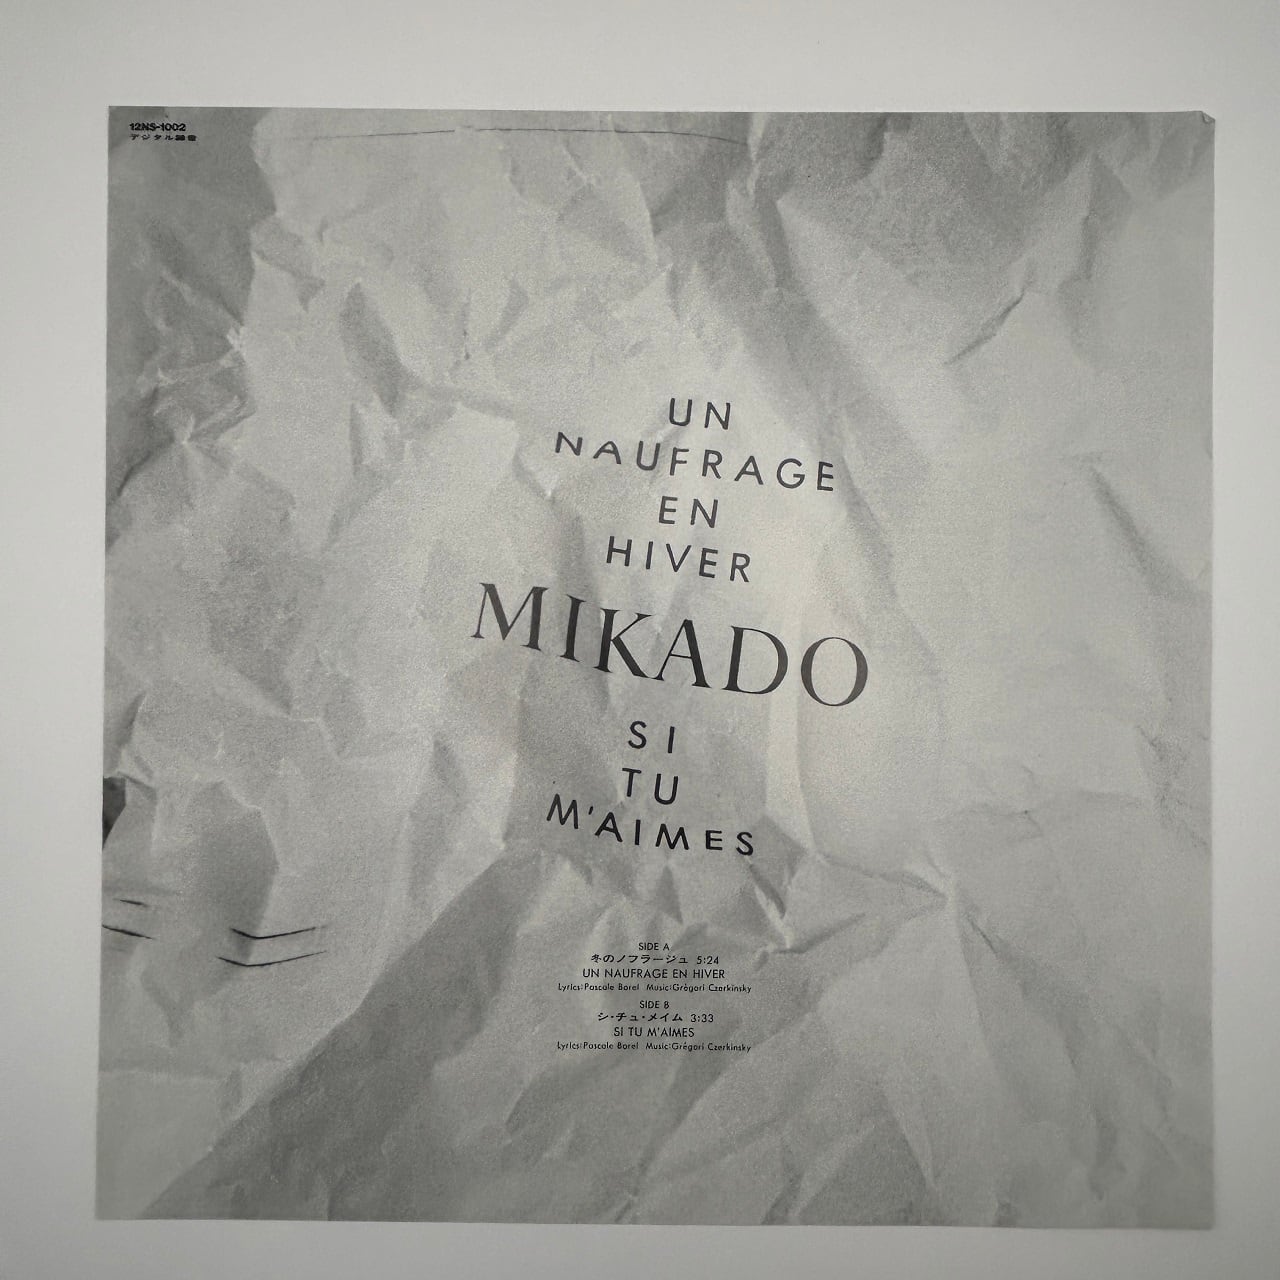 12NS-1002
デジタル録音
UN
NAUFRAGE
EN
HIVER
MIKADO
SI
TU
M'AIMES
SIDE A
冬のノフラージュ 5:24
UN NAUFRAGE EN HIVER
Lyrics:Pascale Borel Music:Grégori Czerkinsky
SIDE B
シ・チュ・メイム 3:33
SI TU M'AIMES
Lyrics:Pascale Borel Music:Grégori Czerkinsky